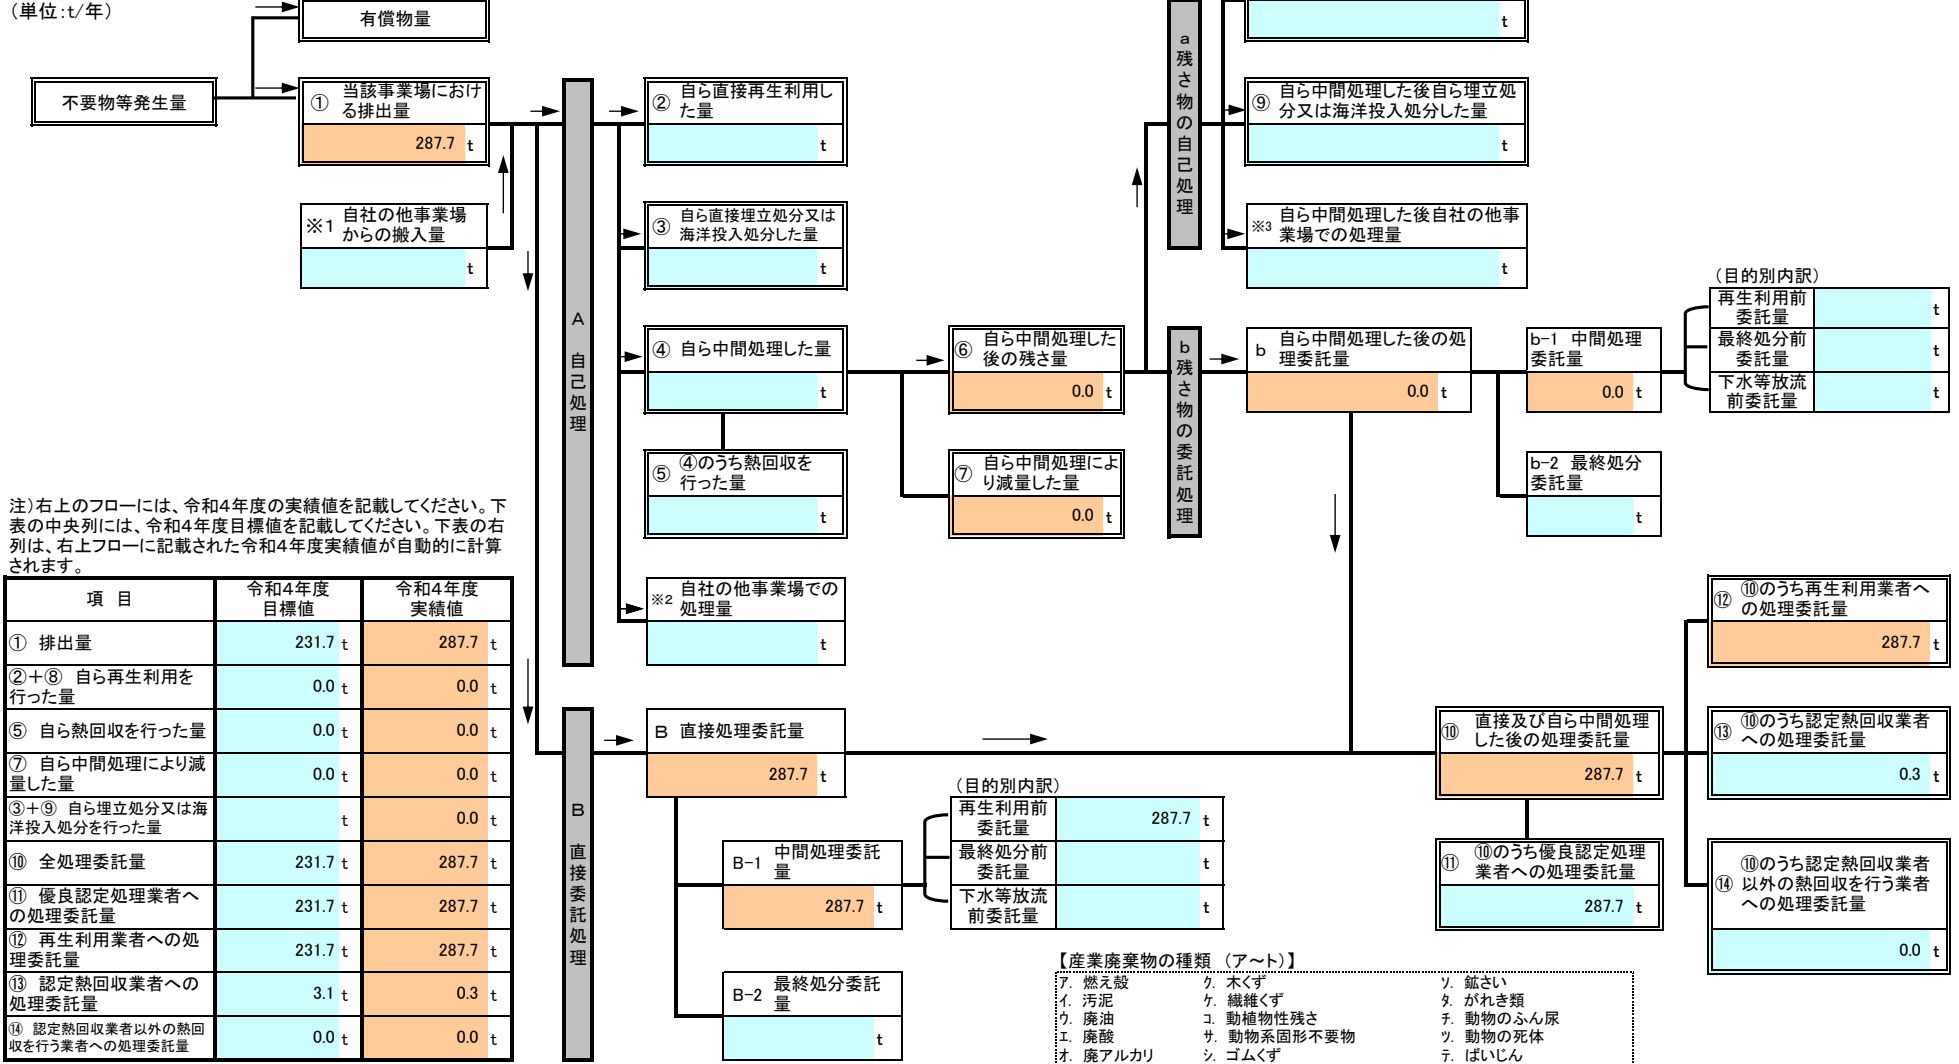 （単位：t/年）
有償物量
t
不要物等発生量
① 当該事業場におけ
る排出量
287.7 t
※1 自社の他事業場
からの搬入量
t
A 自己処理
② 自ら直接再生利用し
た量
t
③ 自ら直接埋立処分又は
海洋投入処分した量
t
④ 自ら中間処理した量
t
⑤ ④のうち熱回収を
行った量
t
※2 自社の他事業場での
処理量
t
⑥ 自ら中間処理した
後の残さ量
0.0 t
⑦ 自ら中間処理によ
り減量した量
0.0 t
a残さ物の自己処理
⑨ 自ら中間処理した後自ら埋立処
分又は海洋投入処分した量
t
※3 自ら中間処理した後自社の他事
業場での処理量
t
b残さ物の委託処理
b 自ら中間処理した後の処
理委託量
0.0 t
b-1 中間処理
委託量
0.0 t
b-2 最終処分
委託量
t
（目的別内訳）
再生利用前
委託量 t
最終処分前
委託量 t
下水等放流
前委託量 t
注）右上のフローには、令和４年度の実績値を記載してください。下
表の中央列には、令和４年度目標値を記載してください。下表の右
列は、右上フローに記載された令和４年度実績値が自動的に計算
されます。
項 目 令和４年度 目標値 令和４年度 実績値
① 排出量 231.7 t 287.7 t
②＋⑧ 自ら再生利用を
行った量 0.0 t 0.0 t
⑤ 自ら熱回収を行った量 0.0 t 0.0 t
⑦ 自ら中間処理により減
量した量 0.0 t 0.0 t
③＋⑨ 自ら埋立処分又は海
洋投入処分を行った量 t 0.0 t
⑩ 全処理委託量 231.7 t 287.7 t
⑪ 優良認定処理業者へ
の処理委託量 231.7 t 287.7 t
⑫ 再生利用業者への処
理委託量 231.7 t 287.7 t
⑬ 認定熱回収業者への
処理委託量 3.1 t 0.3 t
⑭ 認定熱回収業者以外の熱回
収を行う業者への処理委託量 0.0 t 0.0 t
B 直接委託処理
B 直接処理委託量
287.7 t
B-1 中間処理委託
量
287.7 t
B-2 最終処分委託
量
t
（目的別内訳）
再生利用前
委託量 287.7 t
最終処分前
委託量 t
下水等放流
前委託量 t
⑩ 直接及び自ら中間処理
した後の処理委託量
287.7 t
⑪ ⑩のうち優良認定処理
業者への処理委託量
287.7 t
⑫ ⑩のうち再生利用業者へ
の処理委託量
287.7 t
⑬ ⑩のうち認定熱回収業者
への処理委託量
0.3 t
⑭ ⑩のうち認定熱回収業者
以外の熱回収を行う業者
への処理委託量
0.0 t
【産業廃棄物の種類 （ア～ト）】
ｱ. 燃え殻 ｸ. 木くず ｿ. 鉱さい
ｲ. 汚泥 ｹ. 繊維くず ﾀ. がれき類
ｳ. 廃油 ｺ. 動植物性残さ ﾁ. 動物のふん尿
ｴ. 廃酸 ｻ. 動物系固形不要物 ﾂ. 動物の死体
ｵ. 廃アルカリ ｼ. ゴムくず ﾃ. ばいじん